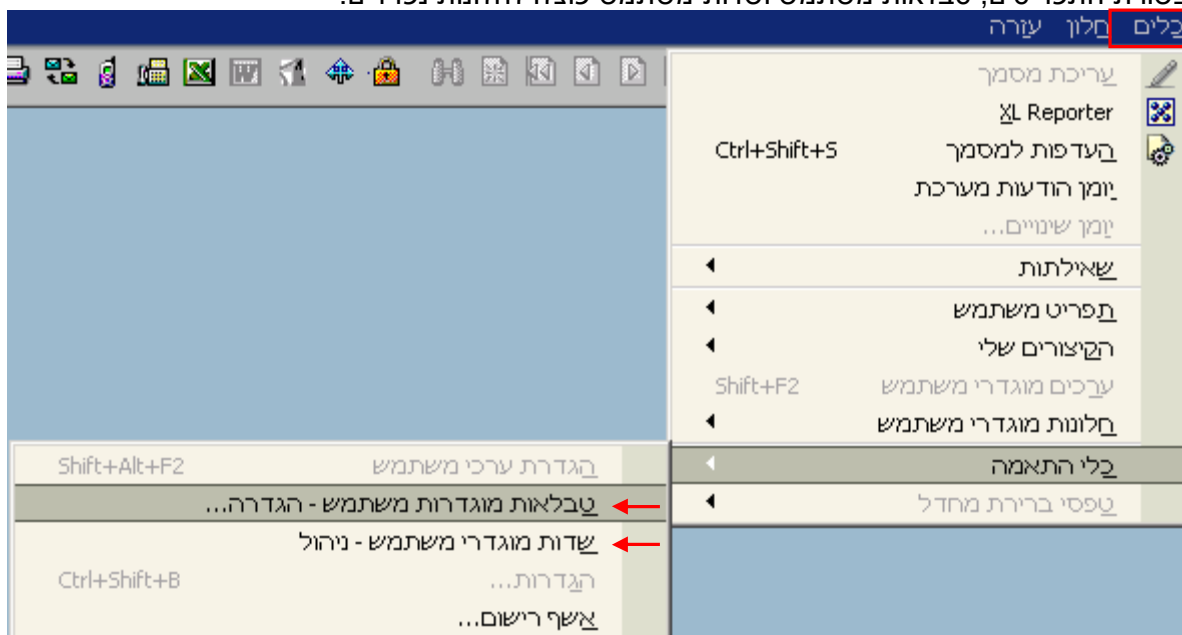 כלים חלון עזרה
עריכת מסמך
XL Reporter
העדפות למסמך Ctrl+Shift+S
יומן הודעות מערכת
יומן שינויים...
שאילתות
תפריט משתמש
הקיצורים שלי
ערכים מוגדרי משתמש Shift+F2
חלונות מוגדרי משתמש
כלי התאמה
טפסי ברירת מחדל
הגדרת ערכי משתמש Shift+Alt+F2
טבלאות מוגדרות משתמש - הגדרה...
שדות מוגדרי משתמש - ניהול
הגדרות... Ctrl+Shift+B
אשף רישום...